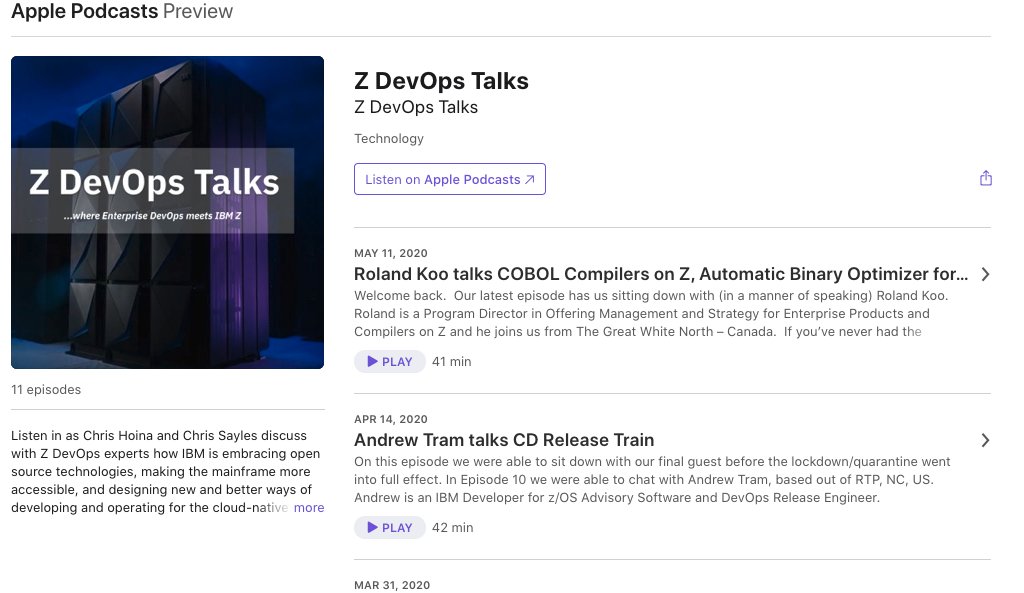 Apple Podcasts Preview
Z DevOps Talks
...where Enterprise DevOps meets IBM Z
11 episodes
Listen in as Chris Hoina and Chris Sayles discuss
with Z DevOps experts how IBM is embracing open
source technologies, making the mainframe more
accessible, and designing new and better ways of
developing and operating for the cloud-native more
Z DevOps Talks
Z DevOps Talks
Technology
Listen on Apple Podcasts ↗
MAY 11, 2020
Roland Koo talks COBOL Compilers on Z, Automatic Binary Optimizer for...
Welcome back.  Our latest episode has us sitting down with (in a manner of speaking) Roland Koo.
Roland is a Program Director in Offering Management and Strategy for Enterprise Products and
Compilers on Z and he joins us from The Great White North – Canada.  If you’ve never had the
PLAY 41 min
APR 14, 2020
Andrew Tram talks CD Release Train
On this episode we were able to sit down with our final guest before the lockdown/quarantine went
into full effect. In Episode 10 we were able to chat with Andrew Tram, based out of RTP, NC, US.
Andrew is an IBM Developer for z/OS Advisory Software and DevOps Release Engineer.
PLAY 42 min
MAR 31, 2020